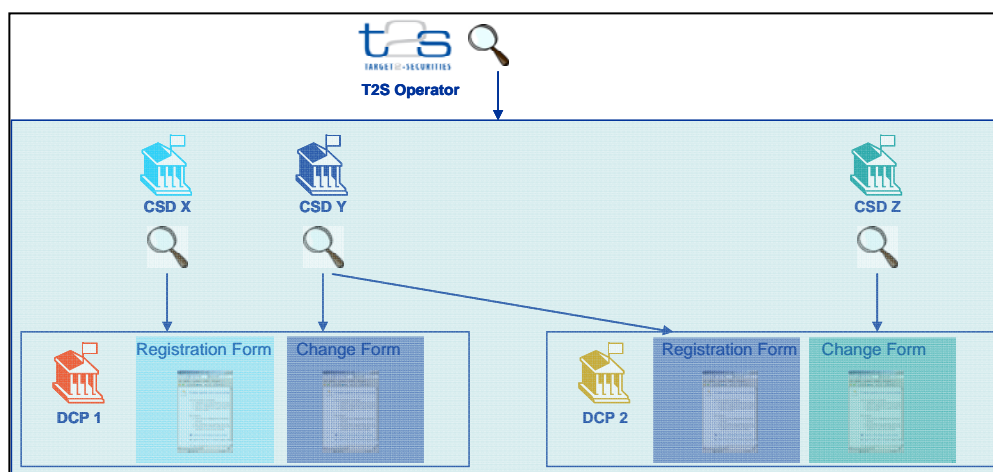 t2s
TARGET2-SECURITIES
T2S Operator
CSD X
CSD Y
CSD Z
Registration Form
Change Form
Registration Form
Change Form
DCP 1
DCP 2